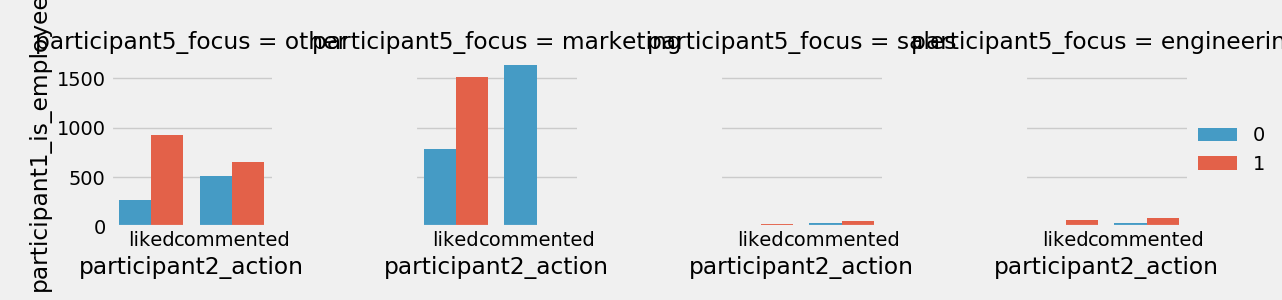 participant5_focus = other
participant5_focus = marketing
participant5_focus = sales
participant5_focus = engineerin
participant1_is_employee
1500
1000
500
0
0
1
liked commented
liked commented
liked commented
liked commented
participant2_action
participant2_action
participant2_action
participant2_action